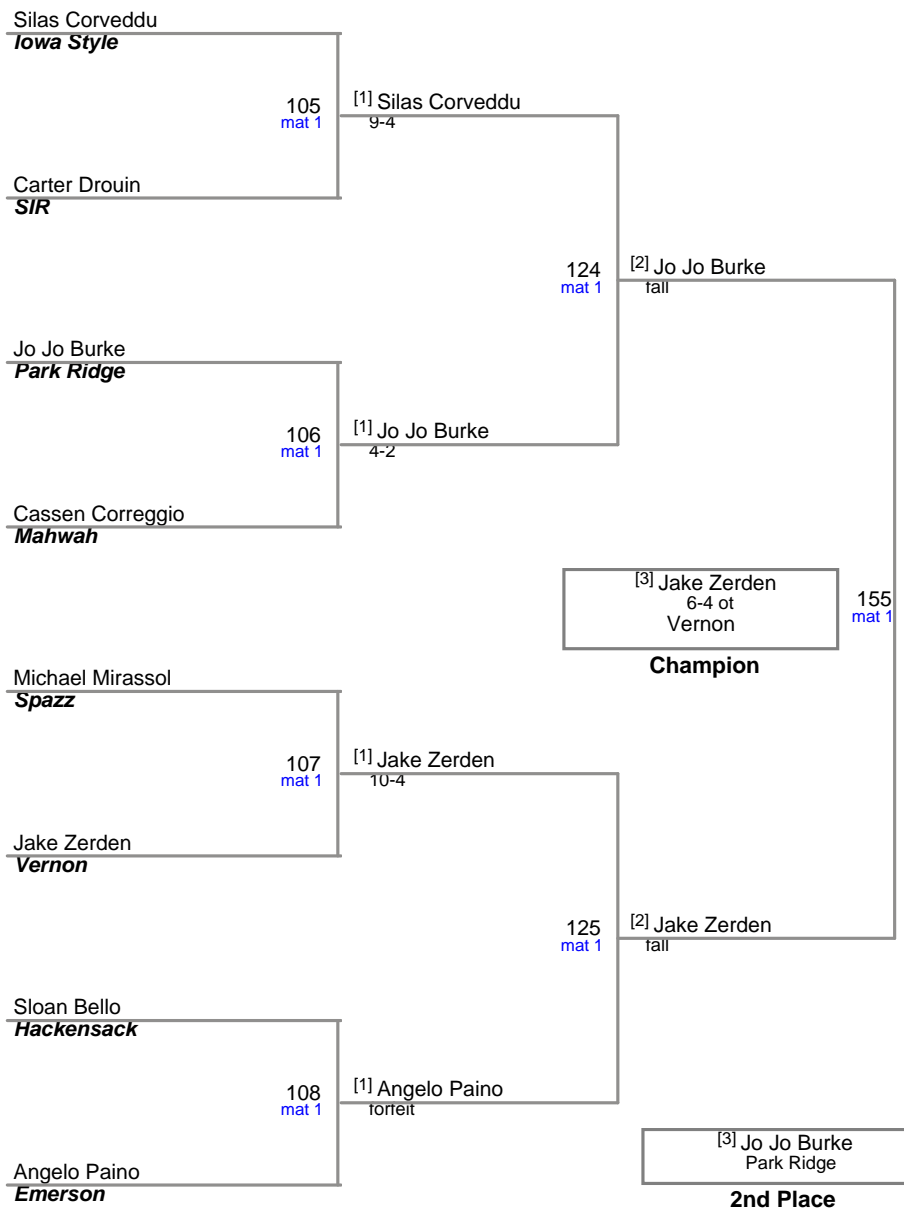 Silas Corveddu
Iowa Style
105
mat 1
[1] Silas Corveddu
9-4
Carter Drouin
SIR
124
mat 1
[2] Jo Jo Burke
fall
Jo Jo Burke
Park Ridge
106
mat 1
[1] Jo Jo Burke
4-2
Cassen Correggio
Mahwah
[3] Jake Zerden
6-4 ot
Vernon
155
mat 1
Champion
Michael Mirassol
Spazz
107
mat 1
[1] Jake Zerden
10-4
Jake Zerden
Vernon
125
mat 1
[2] Jake Zerden
fall
Sloan Bello
Hackensack
108
mat 1
[1] Angelo Paino
forfeit
Angelo Paino
Emerson
[3] Jo Jo Burke
Park Ridge
2nd Place